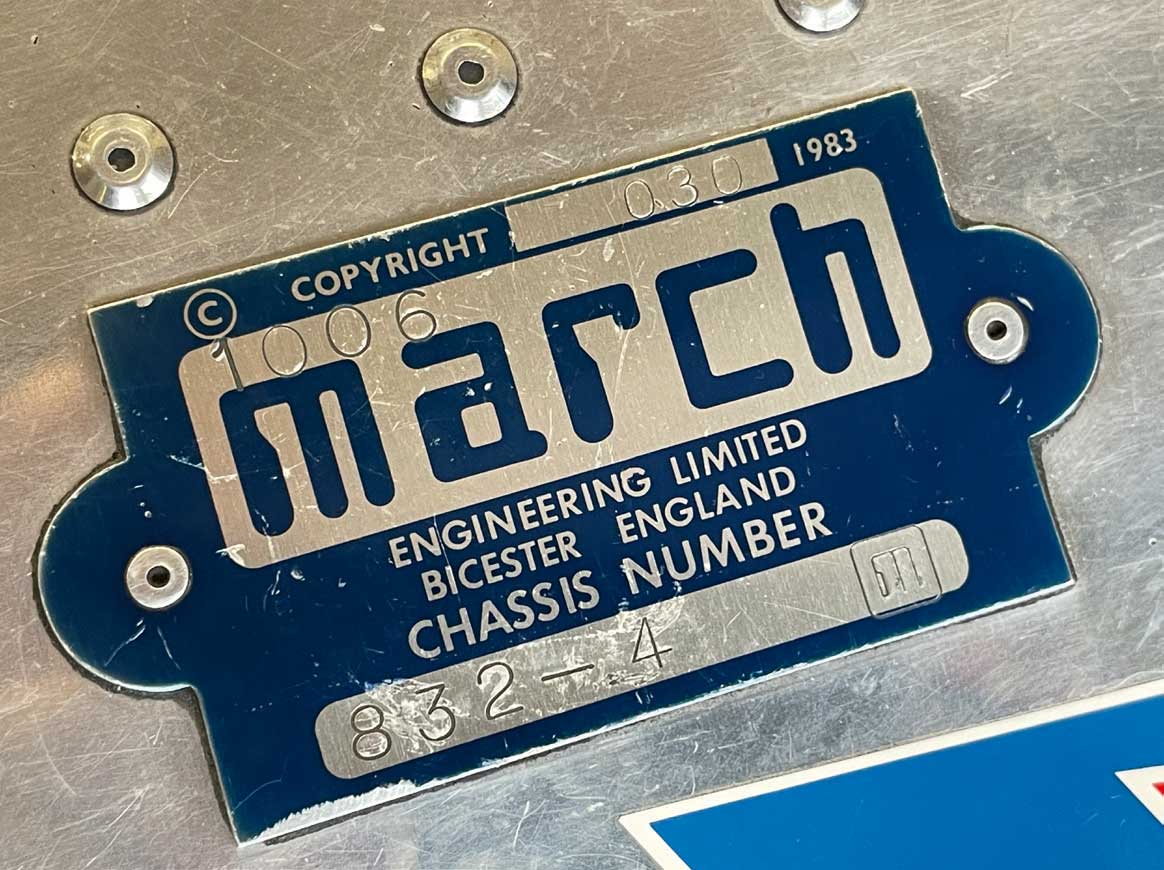 © COPYRIGHT 030 1983
1006
march
ENGINEERING LIMITED
BICESTER ENGLAND
CHASSIS NUMBER
832-4 m